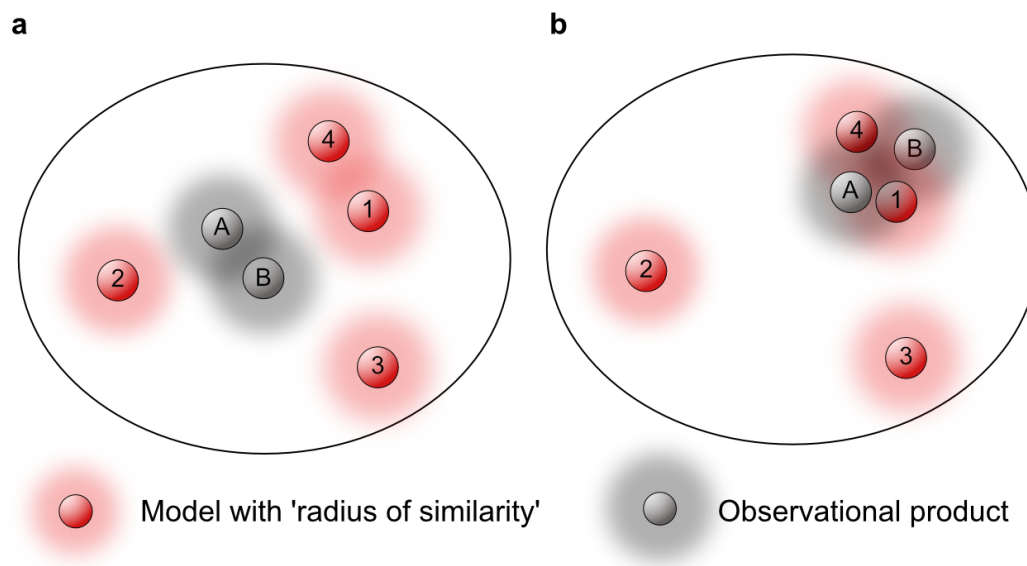 a
b
4
1
A
B
2
3
4
B
A
1
2
3
Model with 'radius of similarity'
Observational product